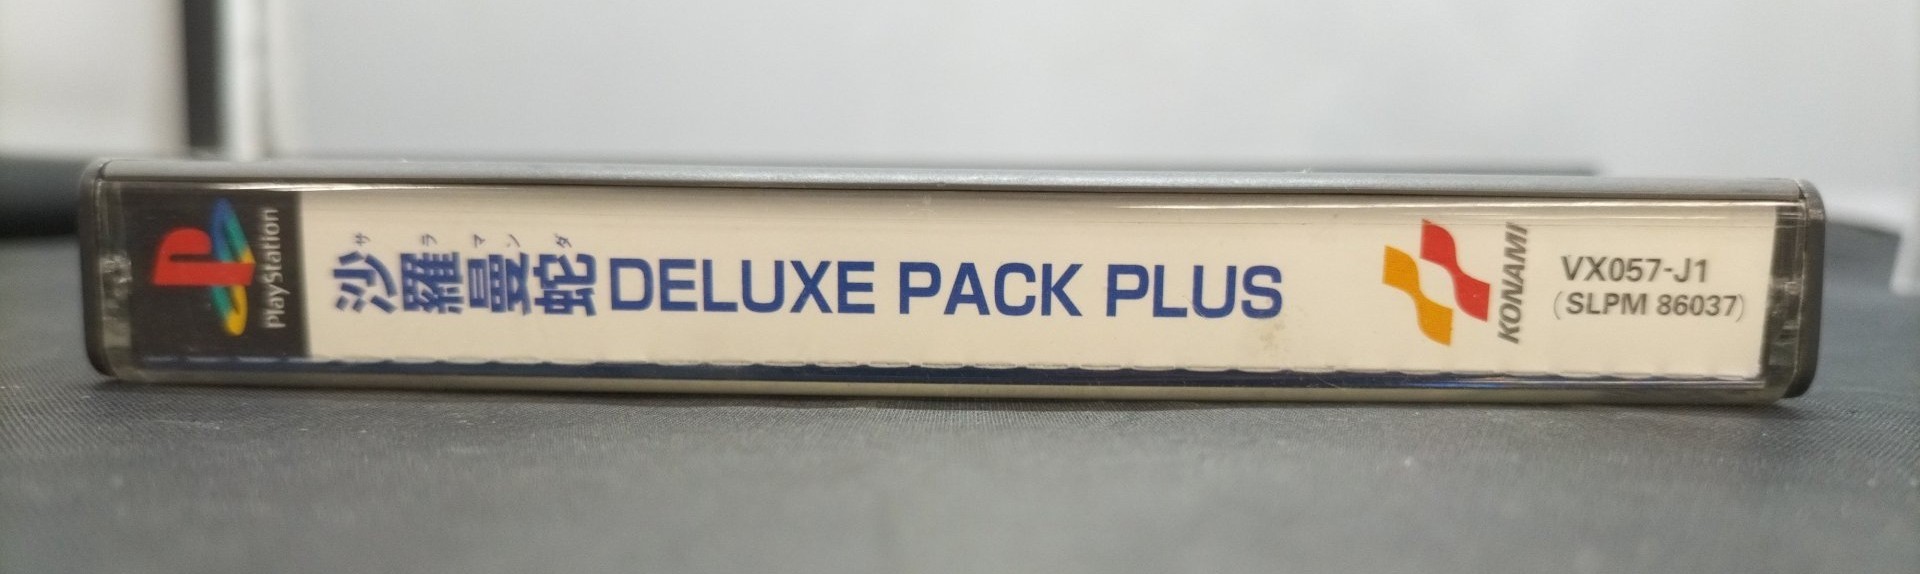 PlayStation
サラマンダ
沙羅曼蛇 DELUXE PACK PLUS
KONAMI
VX057-J1
(SLPM 86037)